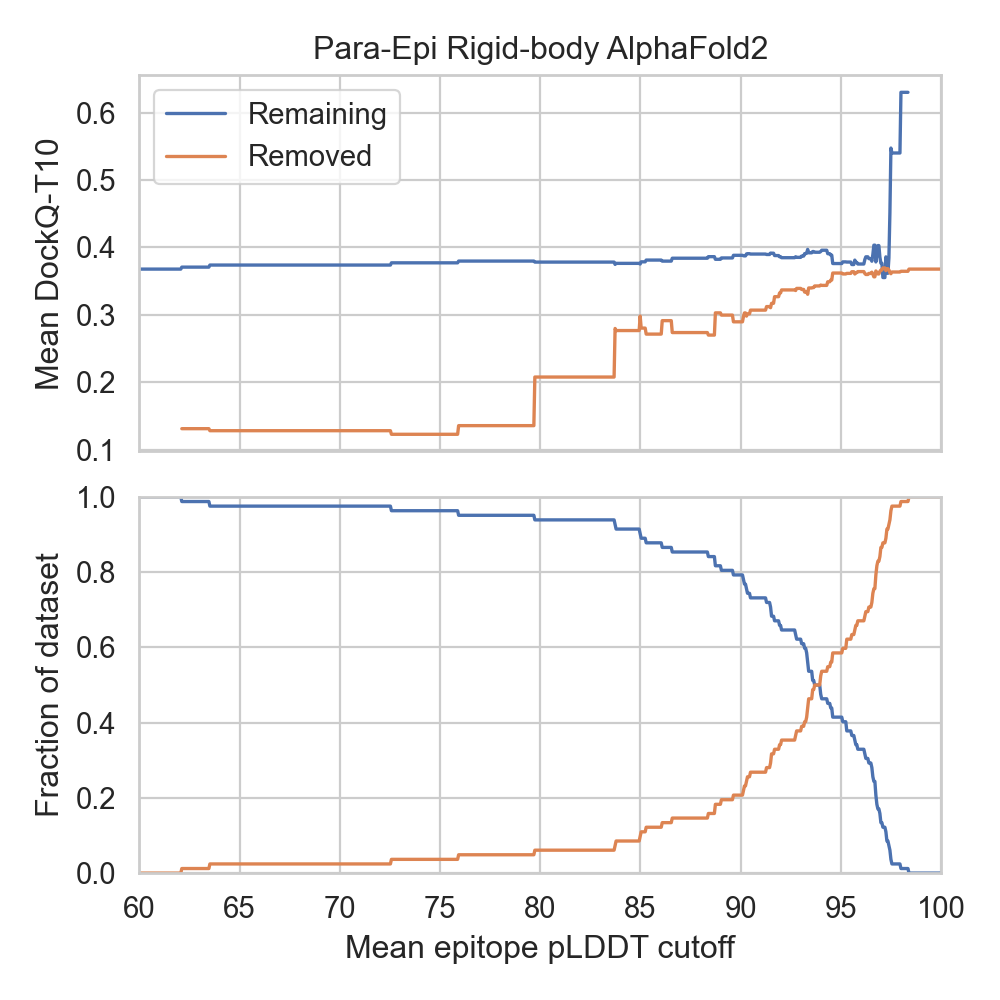 Para-Epi Rigid-body AlphaFold2
Remaining
Removed
Mean DockQ-T10
0.6
0.5
0.4
0.3
0.2
0.1
Fraction of dataset
1.0
0.8
0.6
0.4
0.2
0.0
60 65 70 75 80 85 90 95 100
Mean epitope pLDDT cutoff